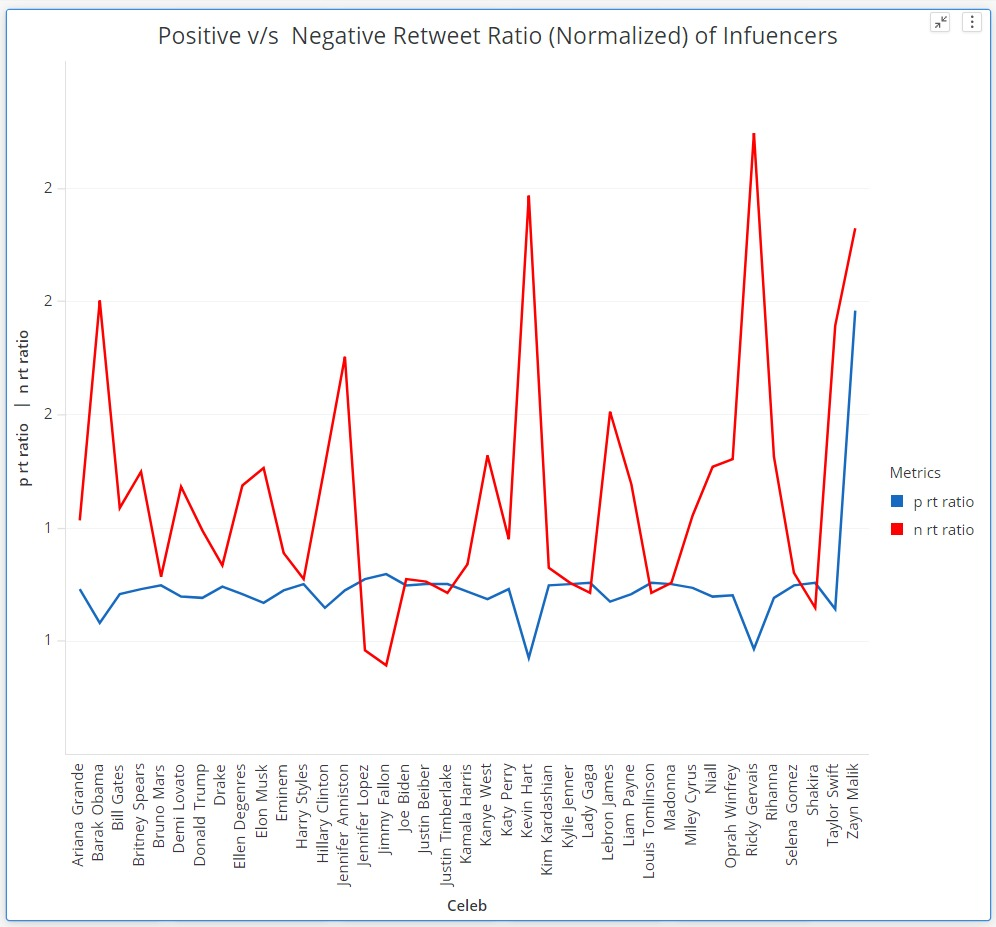 Positive v/s  Negative Retweet Ratio (Normalized) of Infuencers
2
2
2
1
1
p rt ratio | n rt ratio
Metrics
p rt ratio
n rt ratio
Ariana Grande
Barak Obama
Bill Gates
Britney Spears
Bruno Mars
Demi Lovato
Donald Trump
Drake
Ellen Degenres
Elon Musk
Eminem
Harry Styles
Hillary Clinton
Jennifer Anniston
Jennifer Lopez
Jimmy Fallon
Joe Biden
Justin Beiber
Justin Timberlake
Kamala Harris
Kanye West
Katy Perry
Kevin Hart
Kim Kardashian
Kylie Jenner
Lady Gaga
Lebron James
Liam Payne
Louis Tomlinson
Madonna
Miley Cyrus
Niall
Oprah Winfrey
Ricky Gervais
Rihanna
Selena Gomez
Shakira
Taylor Swift
Zayn Malik
Celeb